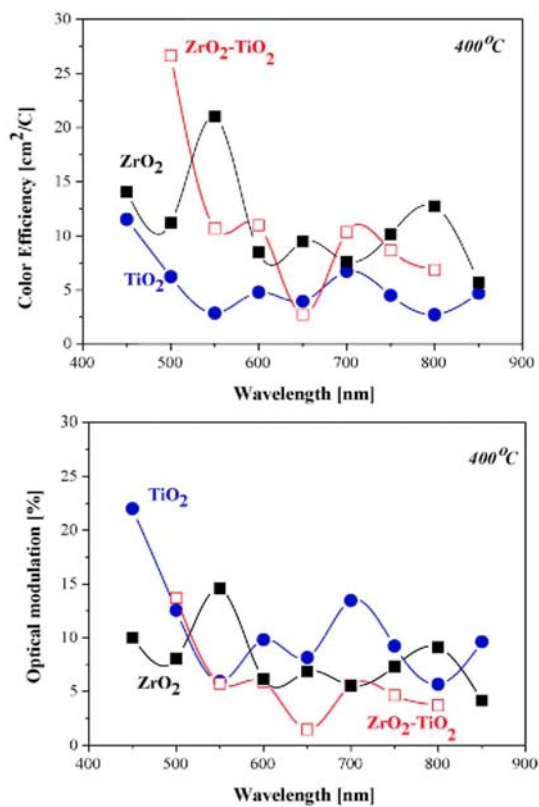 30
25
20
15
10
5
0
Color Efficiency [cm²/C]
ZrO₂-TiO₂
400°C
ZrO₂
TiO₂
400 500 600 700 800 900
Wavelength [nm]
30
25
20
15
10
5
0
Optical modulation [%]
400°C
TiO₂
ZrO₂
ZrO₂-TiO₂
400 500 600 700 800 900
Wavelength [nm]